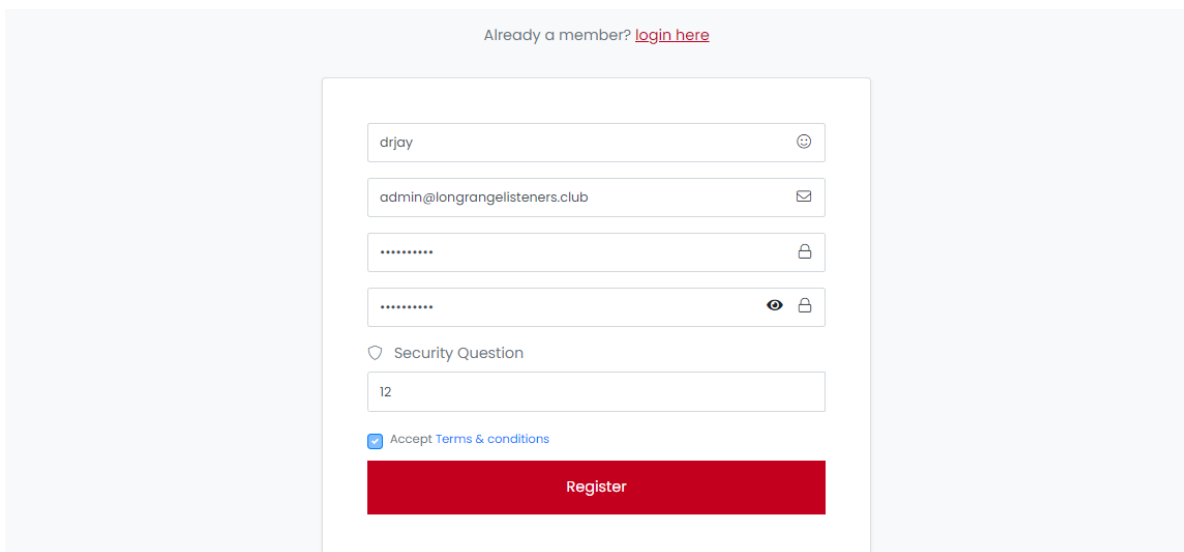 Already a member? login here
drjay
admin@longrangelisteners.club
••••••••••
••••••••••
Security Question
12
Accept Terms & conditions
Register